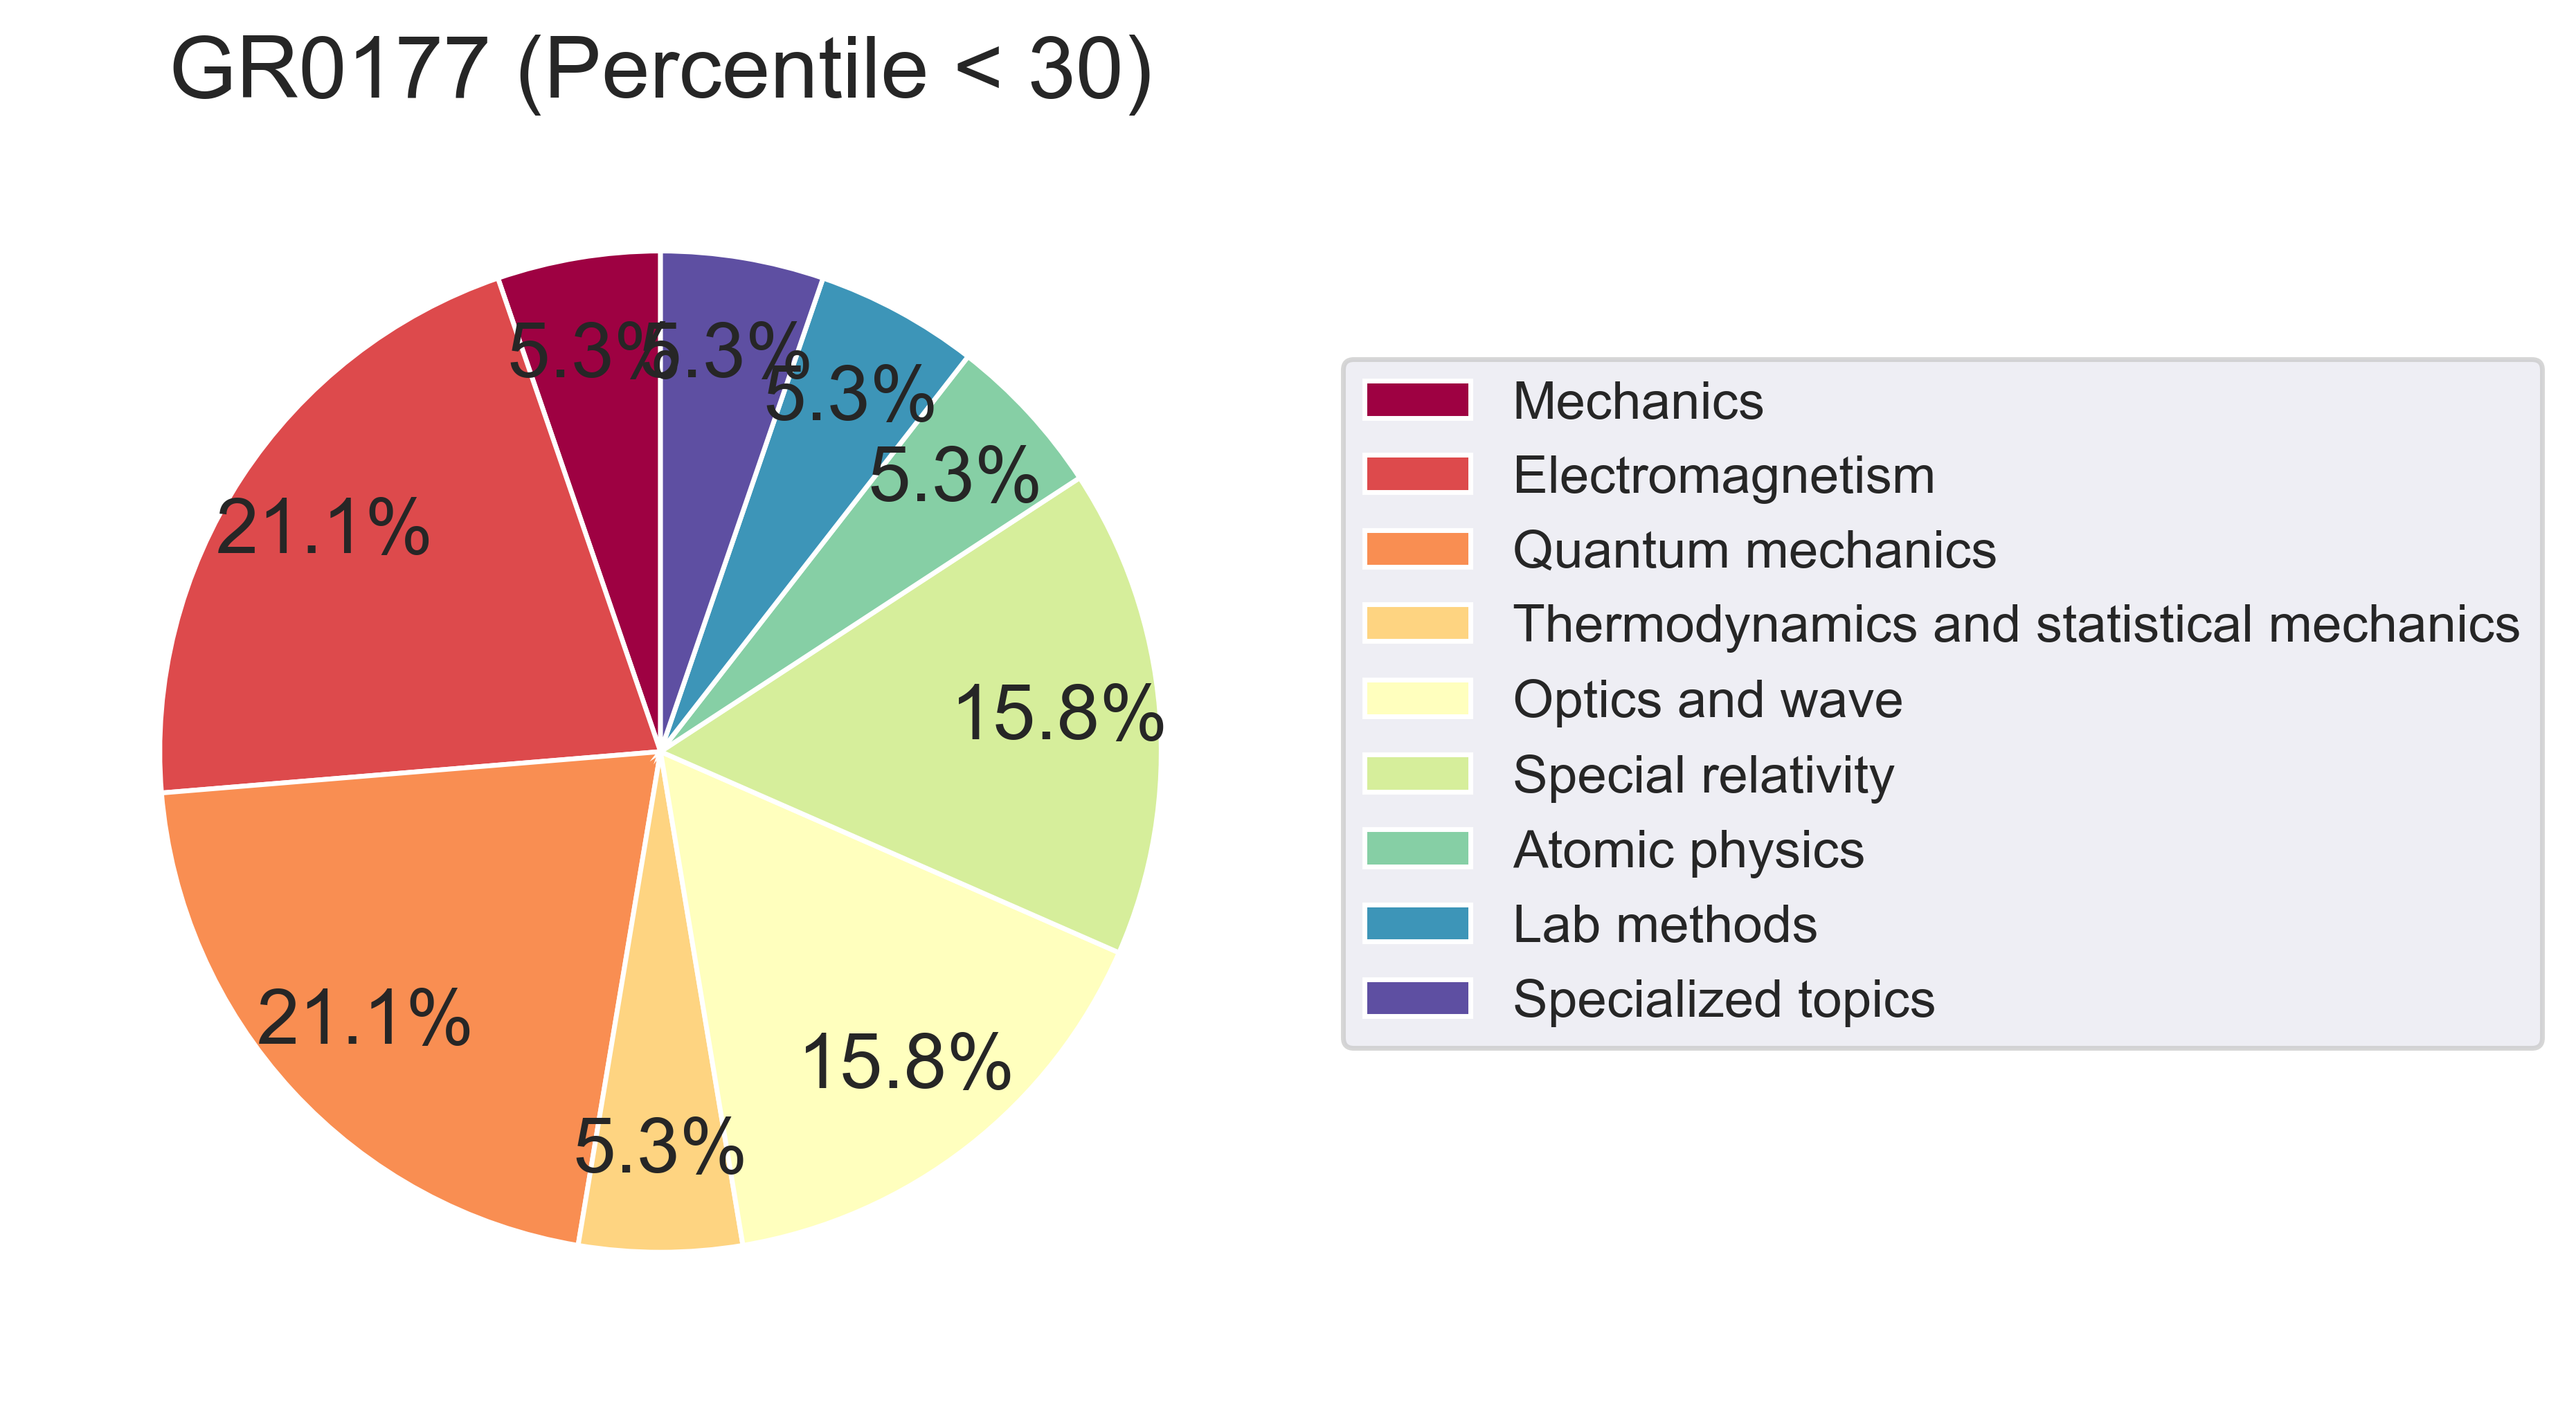 GR0177 (Percentile < 30)
5.3%
5.3%
5.3%
5.3%
21.1%
15.8%
21.1%
15.8%
5.3%
Mechanics
Electromagnetism
Quantum mechanics
Thermodynamics and statistical mechanics
Optics and wave
Special relativity
Atomic physics
Lab methods
Specialized topics